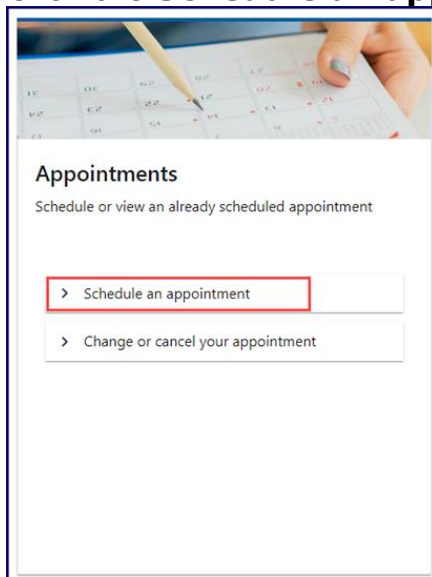 Appointments
Schedule or view an already scheduled appointment
Schedule an appointment
Change or cancel your appointment